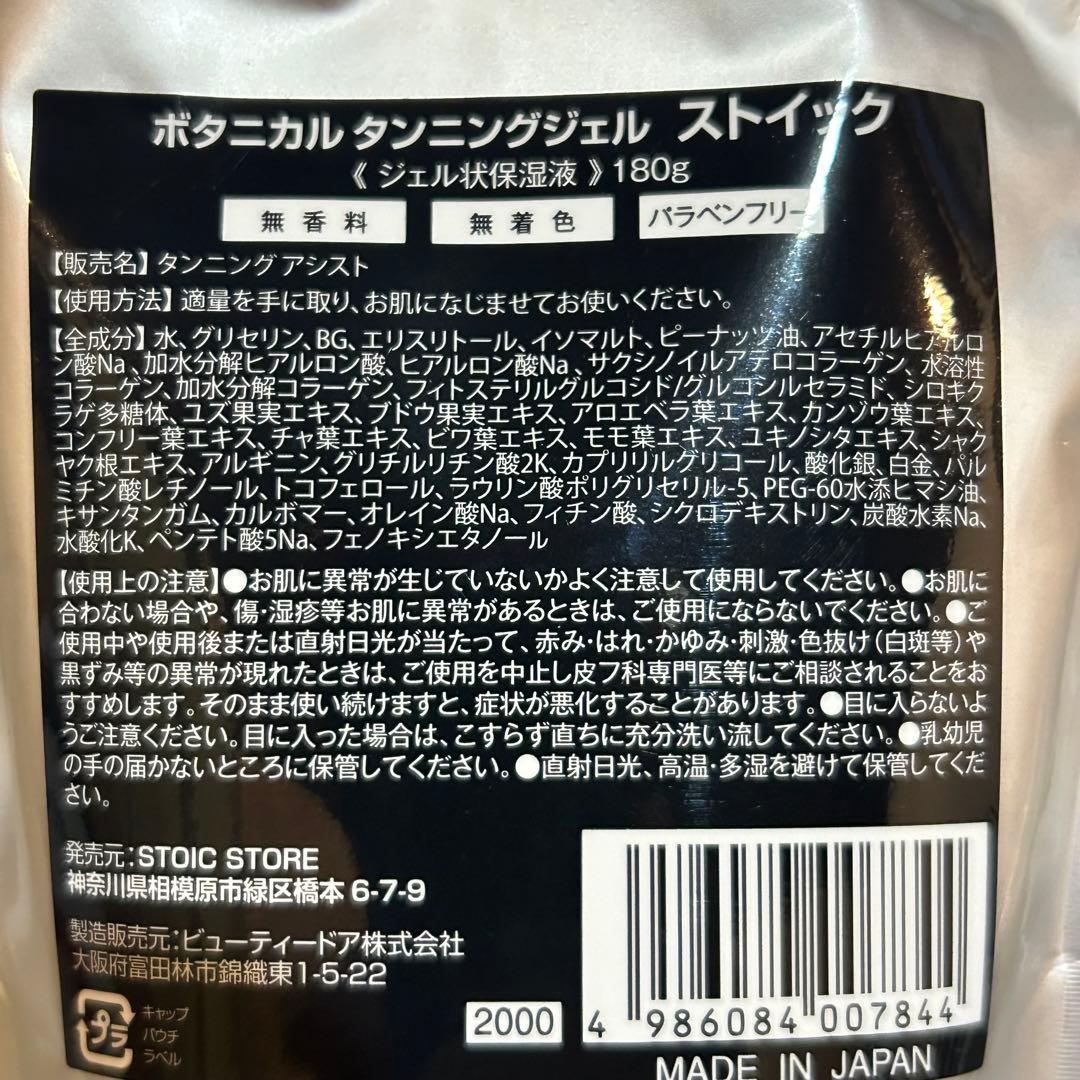 ボタニカル タンニングジェル ストイック
《 ジェル状保湿液 》180g
無香料 無着色 パラベンフリー
【販売名】タンニング アシスト
【使用方法】適量を手に取り、お肌になじませてお使いください。
【全成分】水、グリセリン、BG、エリスリトール、イソマルト、ピーナッツ油、アセチルヒアルロ
ン酸Na、加水分解ヒアルロン酸、ヒアルロン酸Na、サクシノイルアテロコラーゲン、水溶性
コラーゲン、加水分解コラーゲン、フィトステリルグルコシド/グルコシルセラミド、シロキク
ラゲ多糖体、ユズ果実エキス、ブドウ果実エキス、アロエベラ葉エキス、カンゾウ葉エキス、
コンフリー葉エキス、チャ葉エキス、ビワ葉エキス、モモ葉エキス、ユキノシタエキス、シャク
ヤク根エキス、アルギニン、グリチルリチン酸2K、カプリリルグリコール、酸化銀、白金、パル
ミチン酸レチノール、トコフェロール、ラウリン酸ポリグリセリル-5、PEG-60水添ヒマシ油、
キサンタンガム、カルボマー、オレイン酸Na、フィチン酸、シクロデキストリン、炭酸水素Na、
水酸化K、ペンテト酸5Na、フェノキシエタノール
【使用上の注意】●お肌に異常が生じていないかよく注意して使用してください。●お肌に
合わない場合や、傷・湿疹等お肌に異常があるときは、ご使用にならないでください。●ご
使用中や使用後または直射日光が当たって、赤み・はれ・かゆみ・刺激・色抜け（白斑等）や
黒ずみ等の異常が現れたときは、ご使用を中止し皮フ科専門医等にご相談されることをお
すすめします。そのまま使い続けますと、症状が悪化することがあります。●目に入らないよ
うご注意ください。目に入った場合は、こすらず直ちに充分洗い流してください。●乳幼児
の手の届かないところに保管してください。●直射日光、高温・多湿を避けて保管してくだ
さい。
発売元：STOIC STORE
神奈川県相模原市緑区橋本 6-7-9
製造販売元：ビューティードア株式会社
大阪府富田林市錦織東1-5-22
プラ
キャップ
パウチ
ラベル
2000
4 986084 007844
MADE IN JAPAN